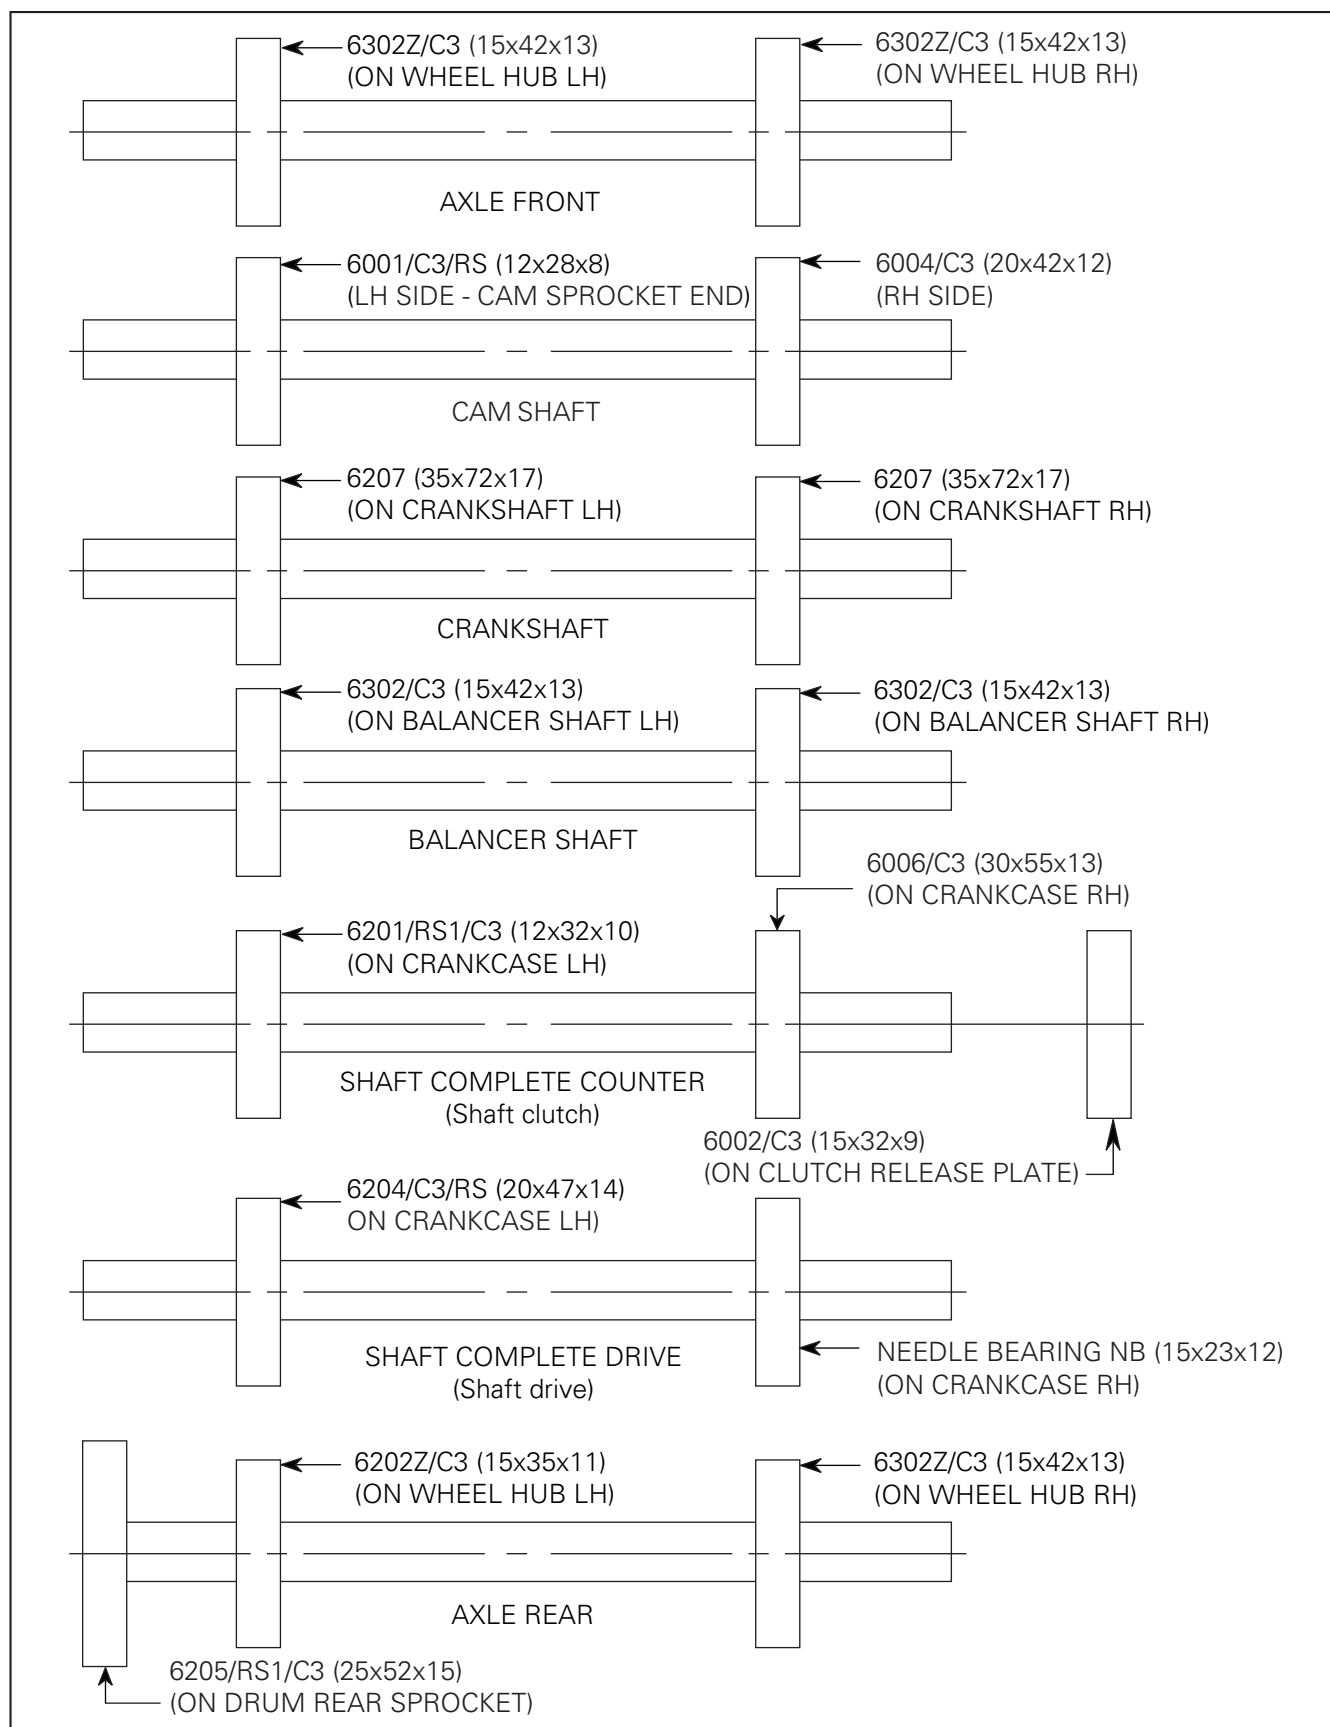 6302Z/C3 (15x42x13)
(ON WHEEL HUB LH)
6302Z/C3 (15x42x13)
(ON WHEEL HUB RH)
AXLE FRONT
6001/C3/RS (12x28x8)
(LH SIDE - CAM SPROCKET END)
6004/C3 (20x42x12)
(RH SIDE)
CAM SHAFT
6207 (35x72x17)
(ON CRANKSHAFT LH)
6207 (35x72x17)
(ON CRANKSHAFT RH)
CRANKSHAFT
6302/C3 (15x42x13)
(ON BALANCER SHAFT LH)
6302/C3 (15x42x13)
(ON BALANCER SHAFT RH)
BALANCER SHAFT
6006/C3 (30x55x13)
(ON CRANKCASE RH)
6201/RS1/C3 (12x32x10)
(ON CRANKCASE LH)
SHAFT COMPLETE COUNTER
(Shaft clutch)
6002/C3 (15x32x9)
(ON CLUTCH RELEASE PLATE)
6204/C3/RS (20x47x14)
ON CRANKCASE LH)
SHAFT COMPLETE DRIVE
(Shaft drive)
NEEDLE BEARING NB (15x23x12)
(ON CRANKCASE RH)
6202Z/C3 (15x35x11)
(ON WHEEL HUB LH)
6302Z/C3 (15x42x13)
(ON WHEEL HUB RH)
AXLE REAR
6205/RS1/C3 (25x52x15)
(ON DRUM REAR SPROCKET)